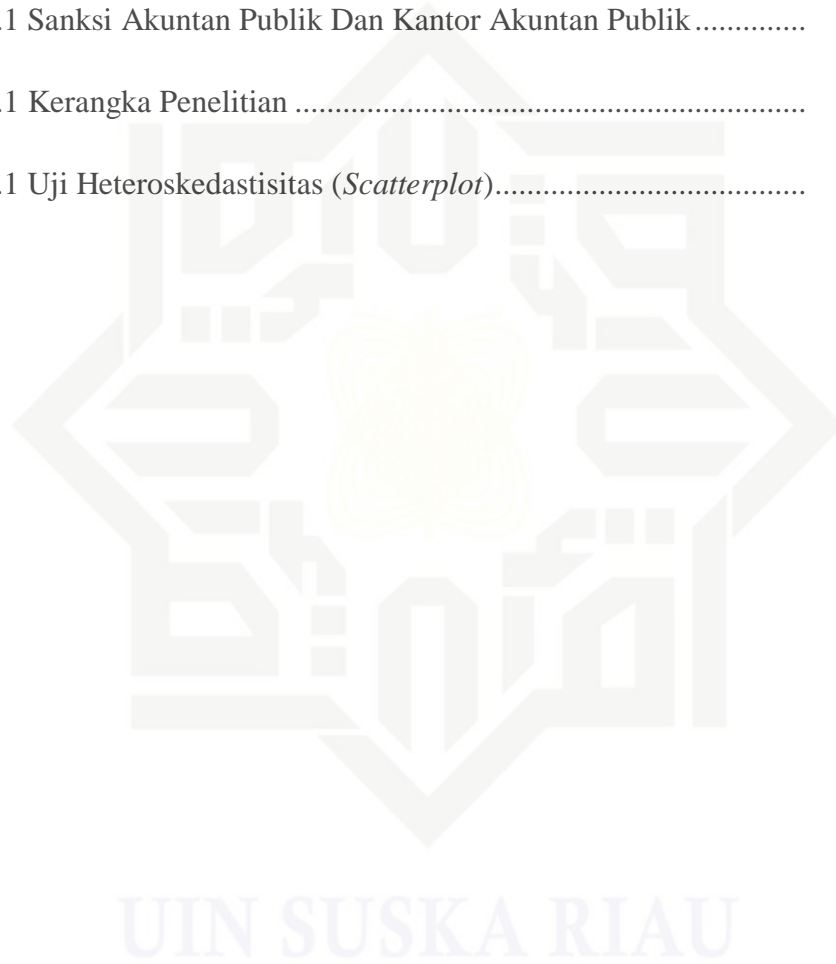 .1 Sanksi Akuntan Publik Dan Kantor Akuntan Publik..............
.1 Kerangka Penelitian ................................................................
.1 Uji Heteroskedastisitas (Scatterplot).......................................
UIN SUSKA RIAU